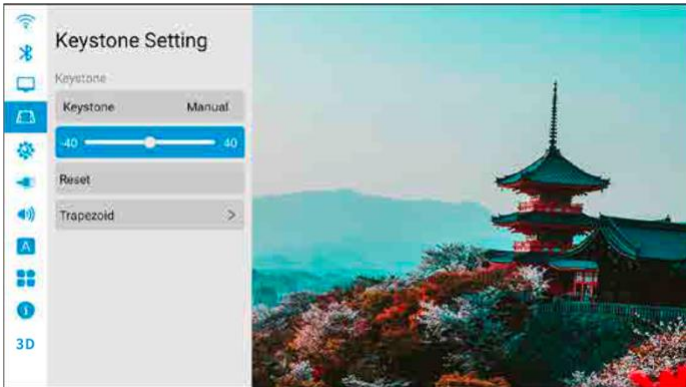 Keystone Setting
Keystone
Keystone Manual
-40 40
Reset
Trapezoid >
A
3D